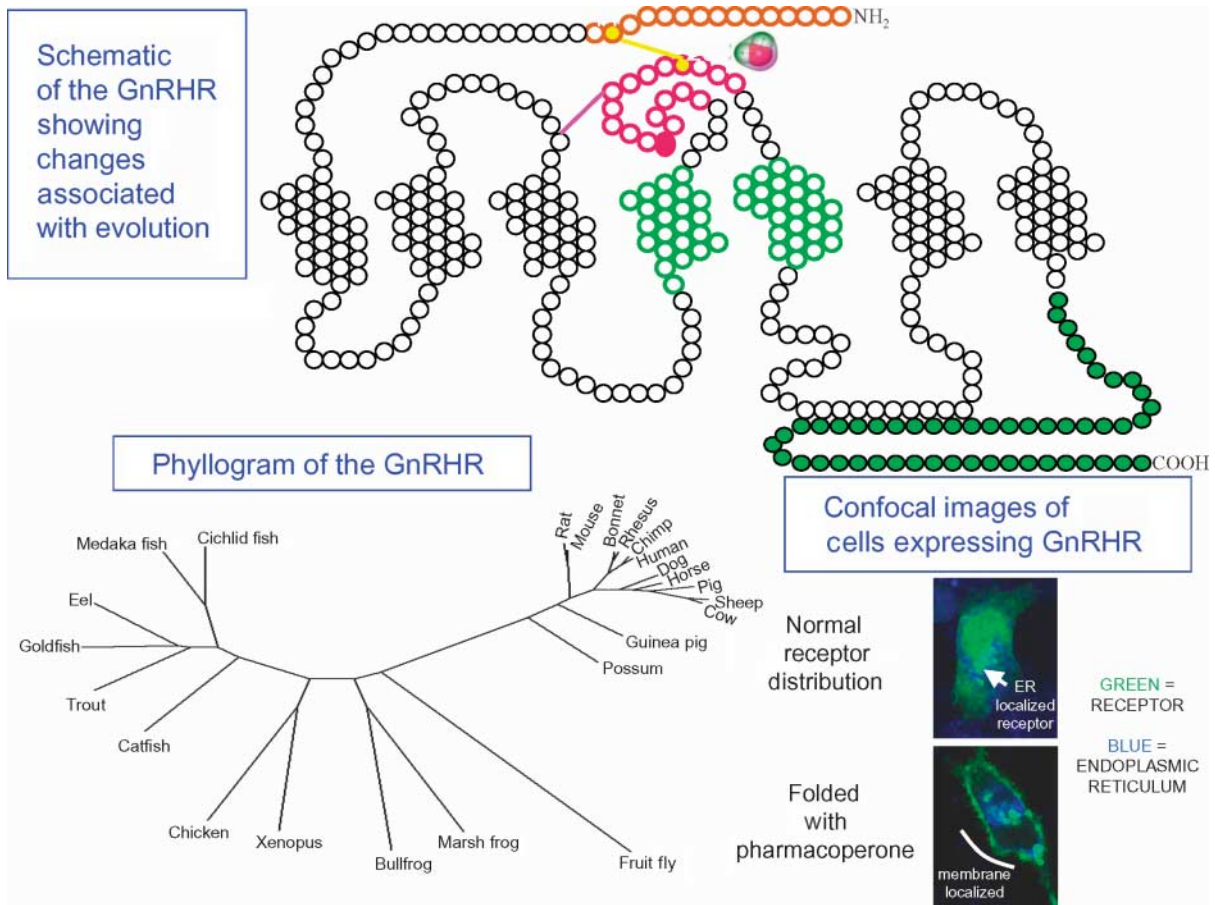 Schematic
of the GnRHR
showing
changes
associated
with evolution
NH2
COOH
Phyllogram of the GnRHR
Medaka fish
Cichlid fish
Eel
Goldfish
Trout
Catfish
Chicken
Xenopus
Bullfrog
Marsh frog
Fruit fly
Possum
Guinea pig
Rat
Mouse
Bonnet
Rhesus
Chimp
Human
Dog
Horse
Pig
Sheep
Cow
Confocal images of
cells expressing GnRHR
Normal
receptor
distribution
ER
localized
receptor
GREEN =
RECEPTOR
BLUE =
ENDOPLASMIC
RETICULUM
Folded
with
pharmacoperone
membrane
localized